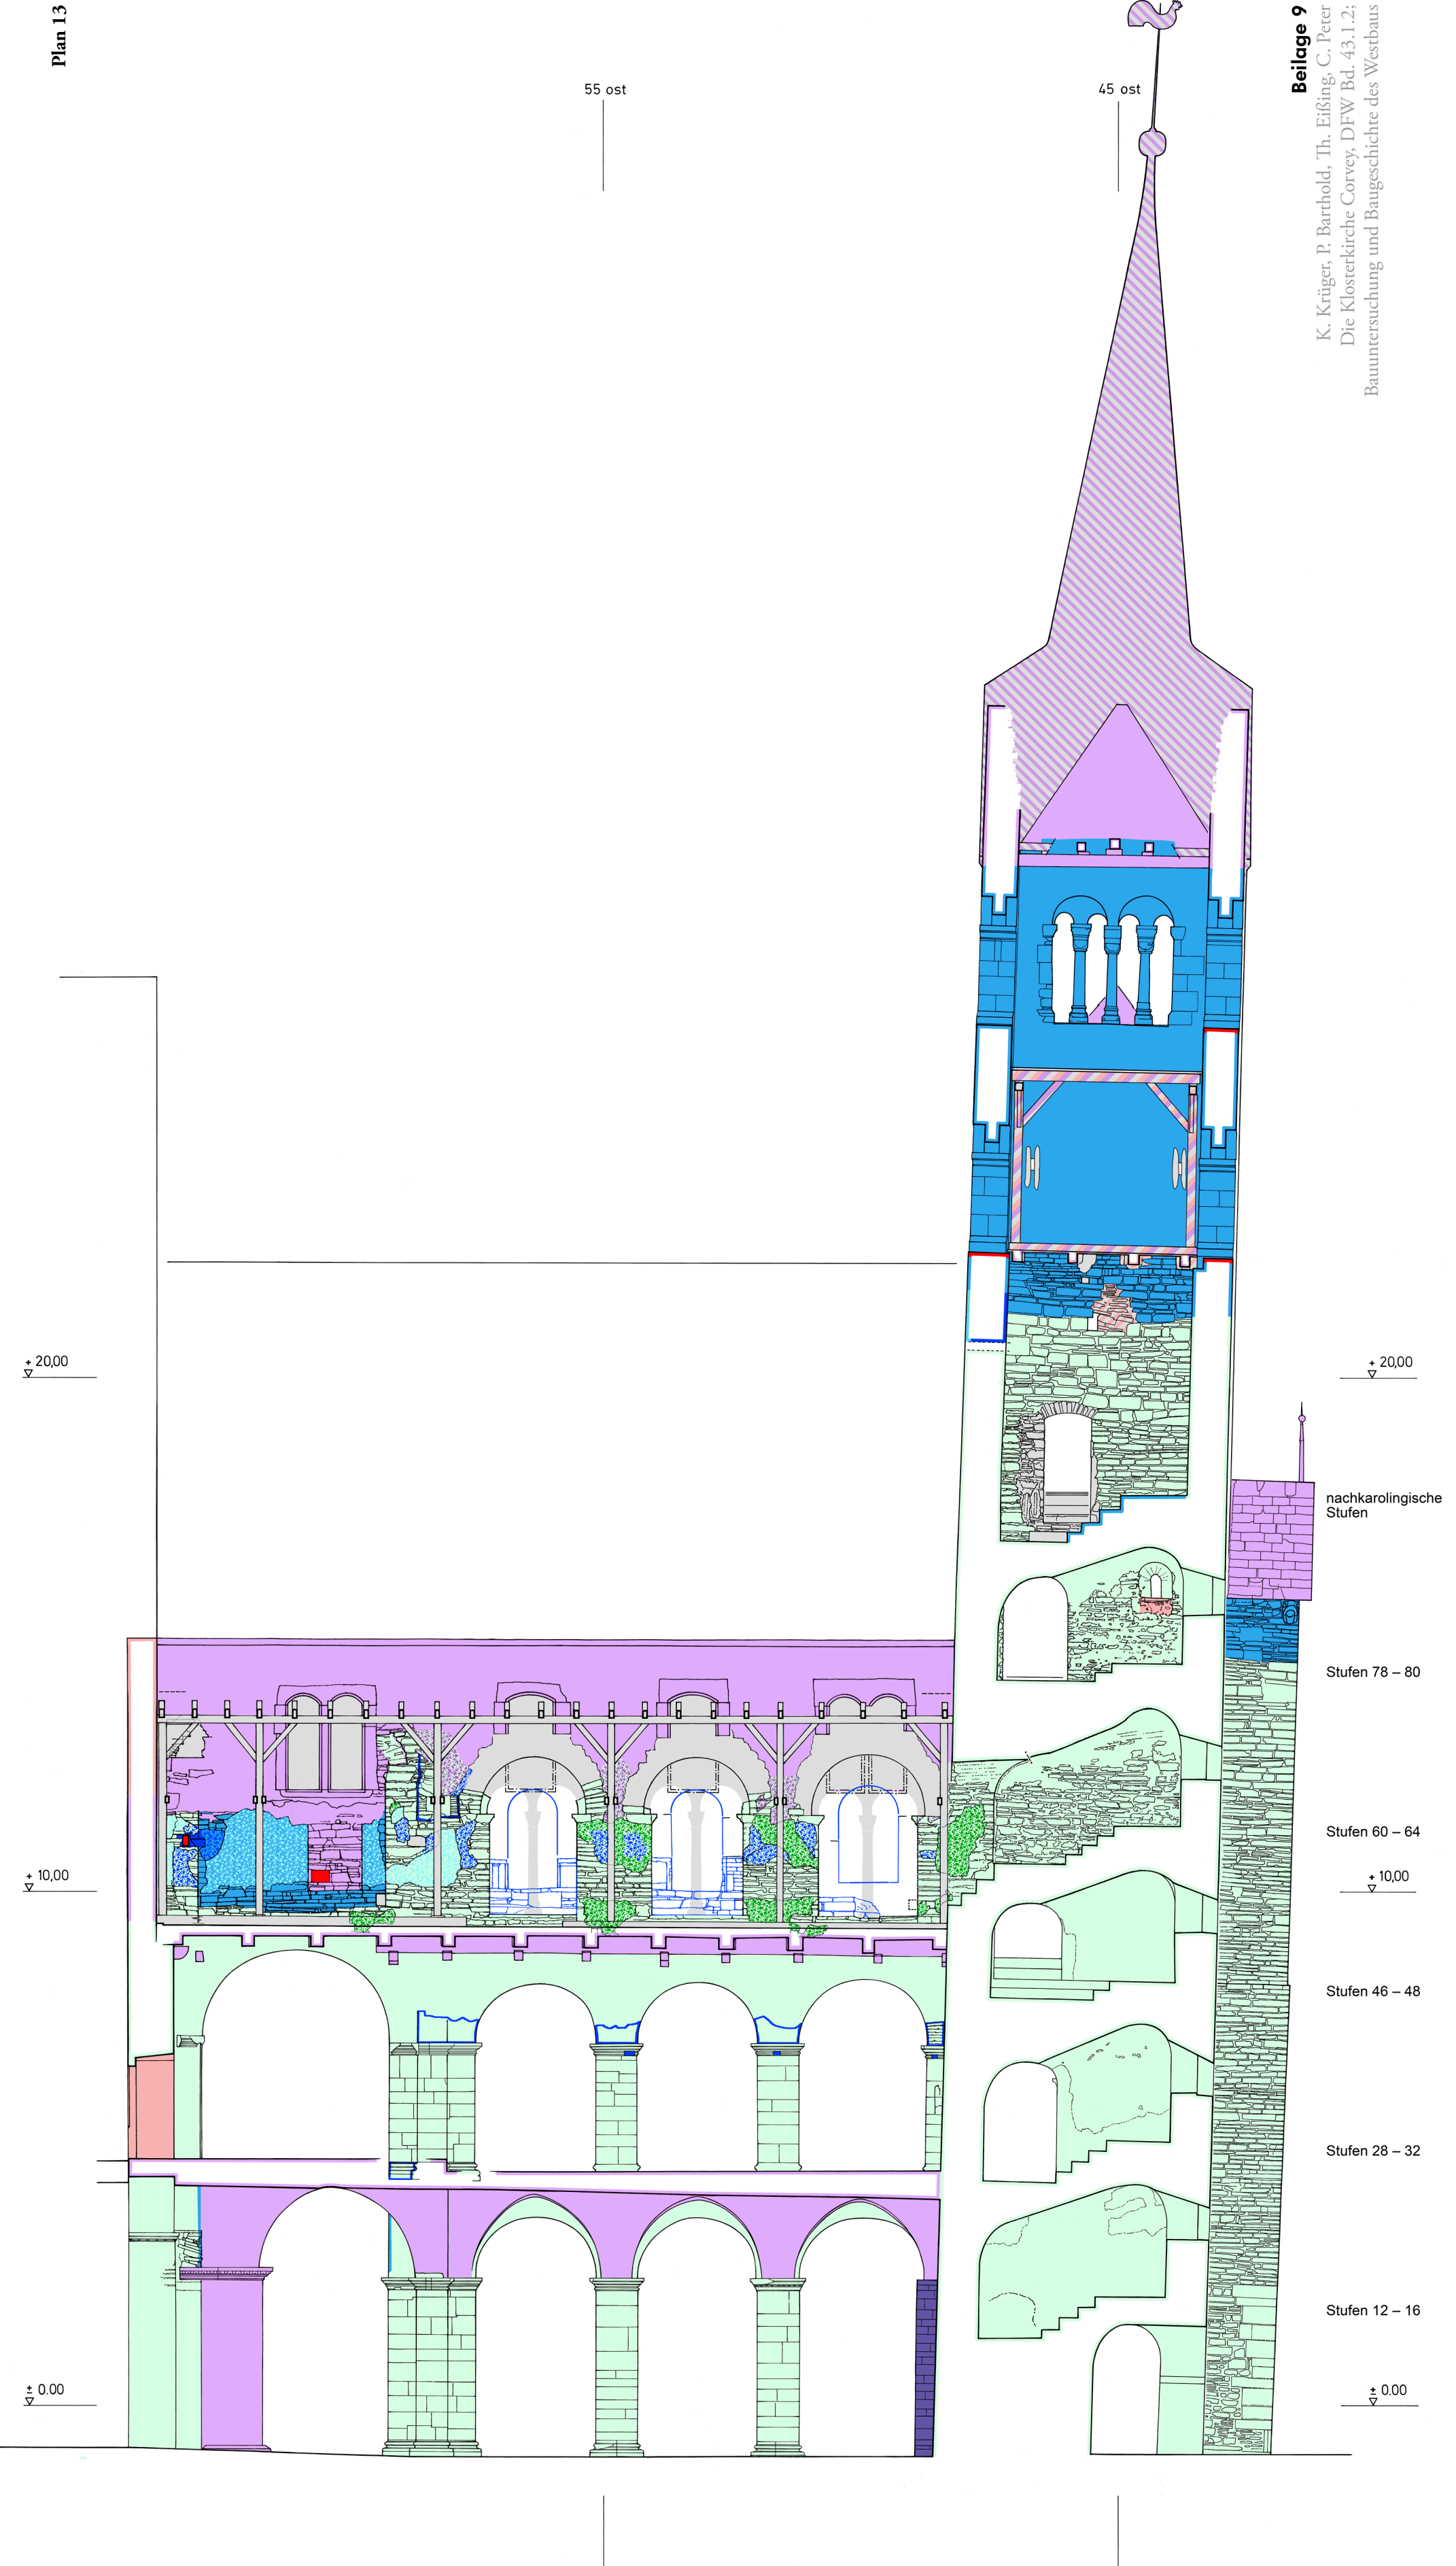 Plan 13
Beilage 9
K. Krüger, P. Barthold, Th. Eißing, C. Peter
Die Klosterkirche Corvey, DFW Bd. 43.1.2;
Bauuntersuchung und Baugeschichte des Westbaus
55 ost
45 ost
+ 20,00
+ 20,00
nachkarolingische
Stufen
Stufen 78 – 80
Stufen 60 – 64
+ 10,00
+ 10,00
Stufen 46 – 48
Stufen 28 – 32
Stufen 12 – 16
± 0.00
± 0.00